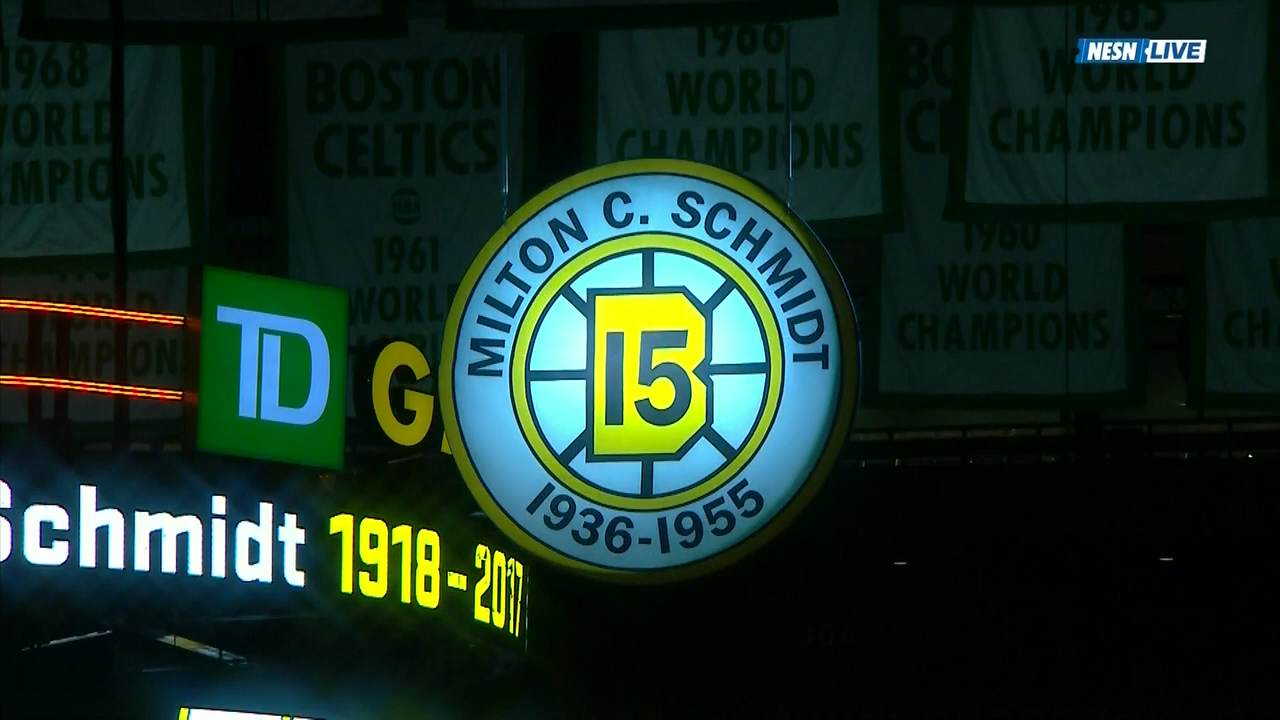 NESN LIVE
1968
WORLD
CHAMPIONS
BOSTON
CELTICS
1961
WORLD
1966
WORLD
CHAMPIONS
WORLD
CHAMPIONS
1960
WORLD
CHAMPIONS
MILTON C. SCHMIDT
B 15
1936-1955
TD G
Schmidt 1918-2017